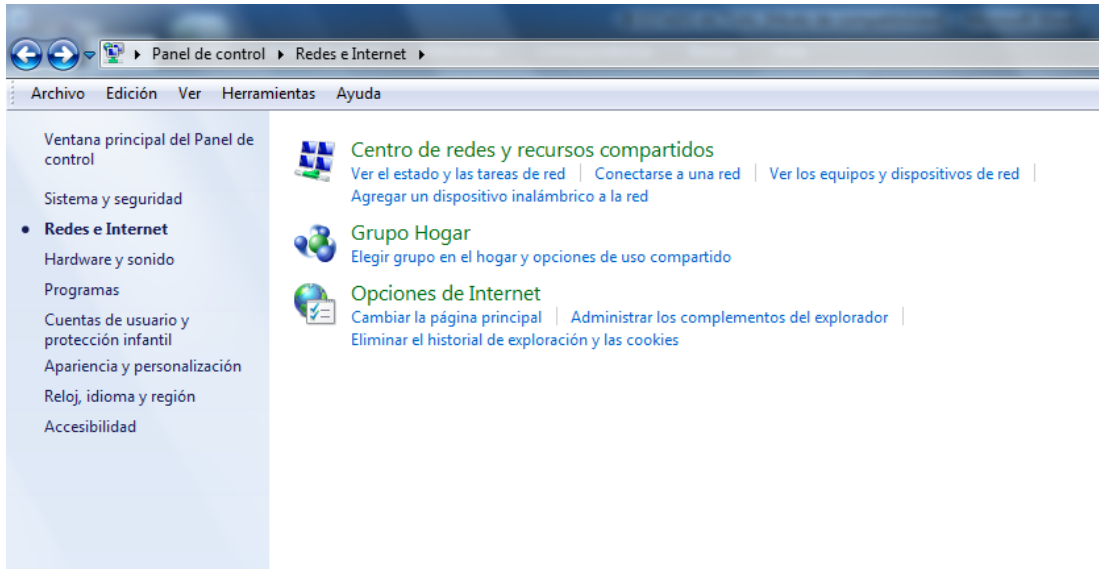 Panel de control Redes e Internet
Archivo Edición Ver Herramientas Ayuda
Ventana principal del Panel de
control
Sistema y seguridad
Redes e Internet
Hardware y sonido
Programas
Cuentas de usuario y
protección infantil
Apariencia y personalización
Reloj, idioma y región
Accesibilidad
Centro de redes y recursos compartidos
Ver el estado y las tareas de red Conectarse a una red Ver los equipos y dispositivos de red
Agregar un dispositivo inalámbrico a la red
Grupo Hogar
Elegir grupo en el hogar y opciones de uso compartido
Opciones de Internet
Cambiar la página principal Administrar los complementos del explorador
Eliminar el historial de exploración y las cookies